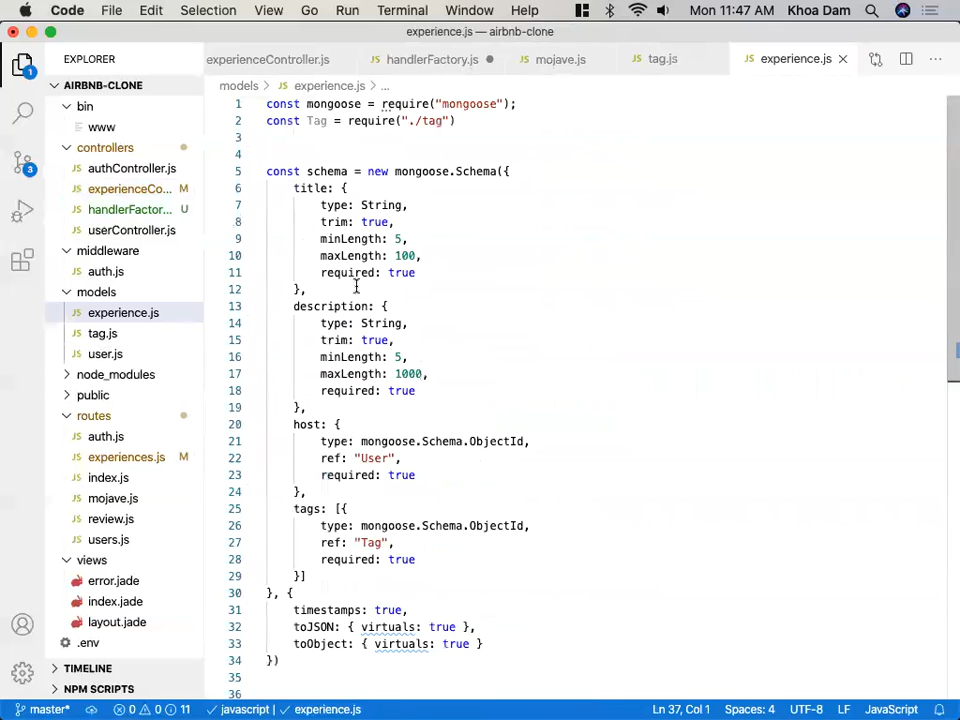 Code File Edit Selection View Go Run Terminal Window Help Mon 11:47 AM Khoa Dam
experience.js — airbnb-clone
EXPLORER
AIRBNB-CLONE
bin
www
controllers
authController.js
experienceCo... M
handlerFactor... U
userController.js
middleware
auth.js
models
experience.js
tag.js
user.js
node_modules
public
routes
auth.js
experiences.js M
index.js
mojave.js
review.js
users.js
views
error.jade
index.jade
layout.jade
.env
TIMELINE
NPM SCRIPTS
1
3
experienceController.js handlerFactory.js mojave.js tag.js experience.js
models > experience.js > ...
1 const mongoose = require("mongoose");
2 const Tag = require("./tag")
3
4
5 const schema = new mongoose.Schema({
6 title: {
7 type: String,
8 trim: true,
9 minLength: 5,
10 maxLength: 100,
11 required: true
12 },
13 description: {
14 type: String,
15 trim: true,
16 minLength: 5,
17 maxLength: 1000,
18 required: true
19 },
20 host: {
21 type: mongoose.Schema.ObjectId,
22 ref: "User",
23 required: true
24 },
25 tags: [{
26 type: mongoose.Schema.ObjectId,
27 ref: "Tag",
28 required: true
29 }]
30 }, {
31 timestamps: true,
32 toJSON: { virtuals: true },
33 toObject: { virtuals: true }
34 })
35
36
master* 0 0 11 javascript | experience.js Ln 37, Col 1 Spaces: 4 UTF-8 LF JavaScript